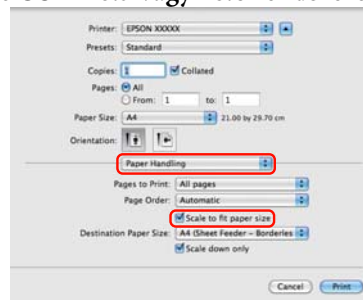 Printer: EPSON XXXXX
Presets: Standard
Copies: 1 Collated
Pages: All
From: 1 to: 1
Paper Size: A4 21.00 by 29.70 cm
Orientation:
Paper Handling
Pages to Print: All pages
Page Order: Automatic
Scale to fit paper size
Destination Paper Size: A4 (Sheet Feeder - Borderles
Scale down only
Cancel Print